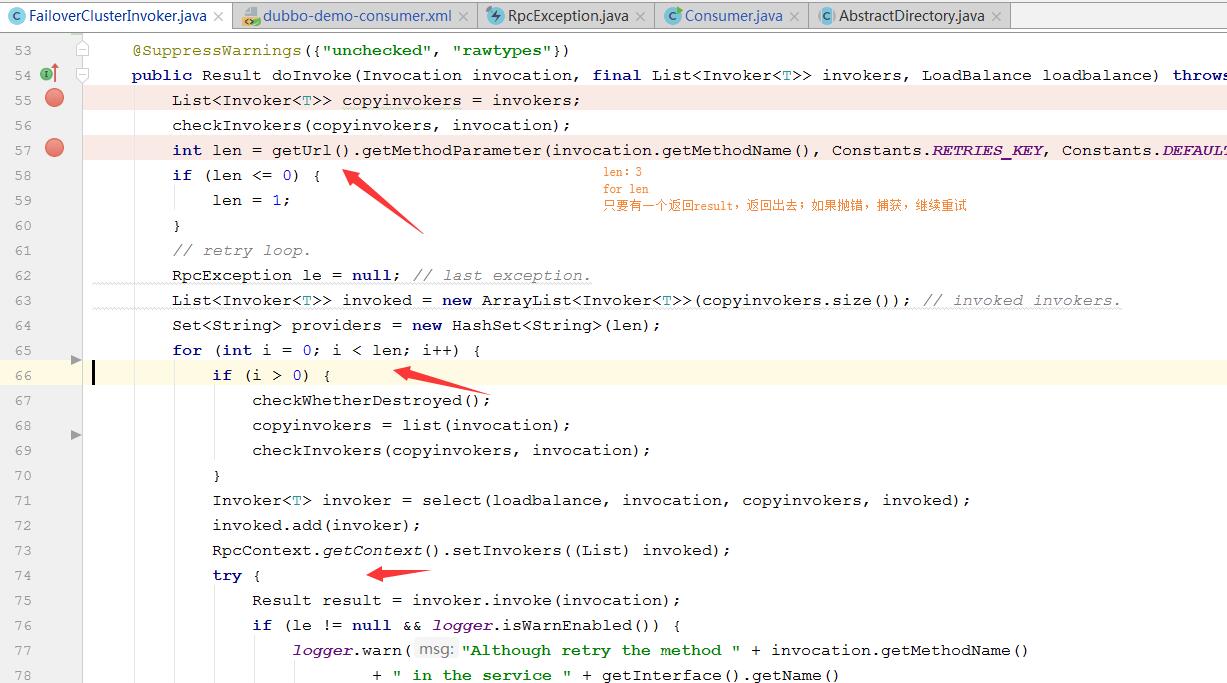 FailoverClusterInvoker.java dubbo-demo-consumer.xml RpcException.java Consumer.java AbstractDirectory.java
53 @SuppressWarnings({"unchecked", "rawtypes"})
54 public Result doInvoke(Invocation invocation, final List<Invoker<T>> invokers, LoadBalance loadbalance) throws
55 List<Invoker<T>> copyinvokers = invokers;
56 checkInvokers(copyinvokers, invocation);
57 int len = getUrl().getMethodParameter(invocation.getMethodName(), Constants.RETRIES_KEY, Constants.DEFAULT
58 if (len <= 0) {
len: 3
for len
59 len = 1;
只要有一个返回result，返回出去；如果抛错，捕获，继续重试
60 }
61 // retry loop.
62 RpcException le = null; // last exception.
63 List<Invoker<T>> invoked = new ArrayList<Invoker<T>>(copyinvokers.size()); // invoked invokers.
64 Set<String> providers = new HashSet<String>(len);
65 for (int i = 0; i < len; i++) {
66 if (i > 0) {
67 checkWhetherDestroyed();
68 copyinvokers = list(invocation);
69 checkInvokers(copyinvokers, invocation);
70 }
71 Invoker<T> invoker = select(loadbalance, invocation, copyinvokers, invoked);
72 invoked.add(invoker);
73 RpcContext.getContext().setInvokers((List) invoked);
74 try {
75 Result result = invoker.invoke(invocation);
76 if (le != null && logger.isWarnEnabled()) {
77 logger.warn( msg: "Although retry the method " + invocation.getMethodName()
78 + " in the service " + getInterface().getName()